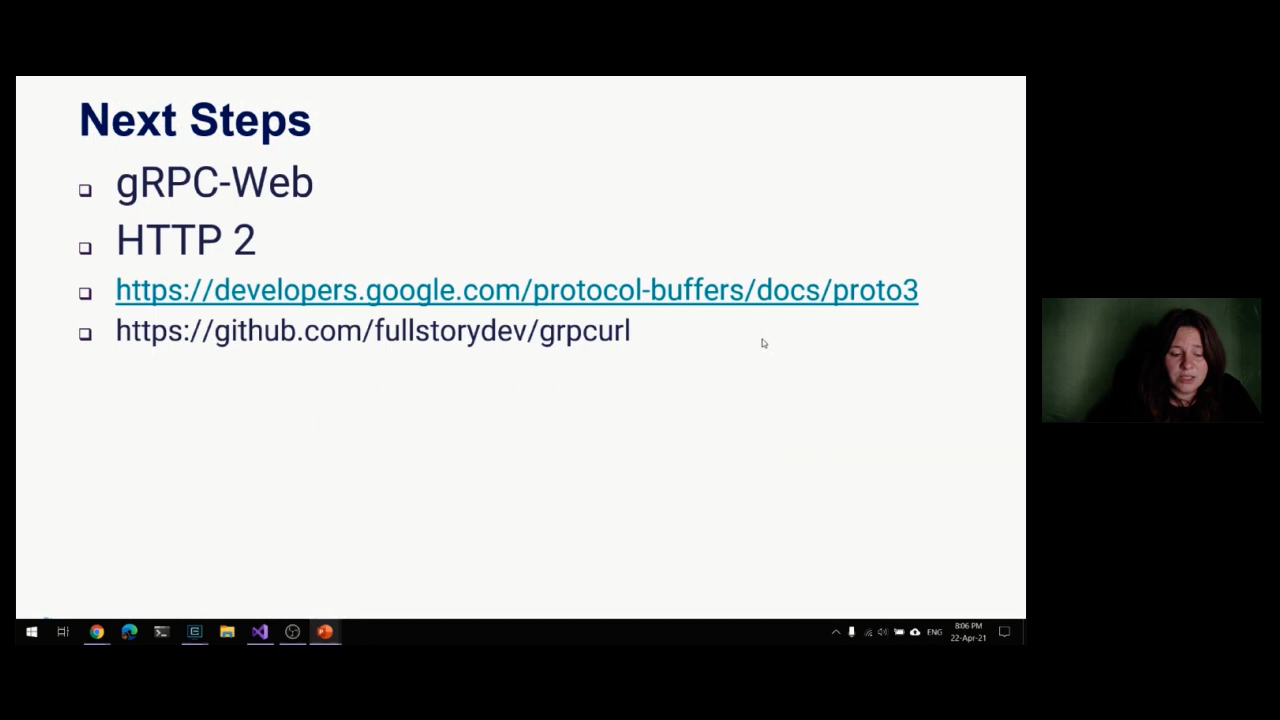 Next Steps
gRPC-Web
HTTP 2
https://developers.google.com/protocol-buffers/docs/proto3
https://github.com/fullstorydev/grpcurl
ENG
8:06 PM
22-Apr-21